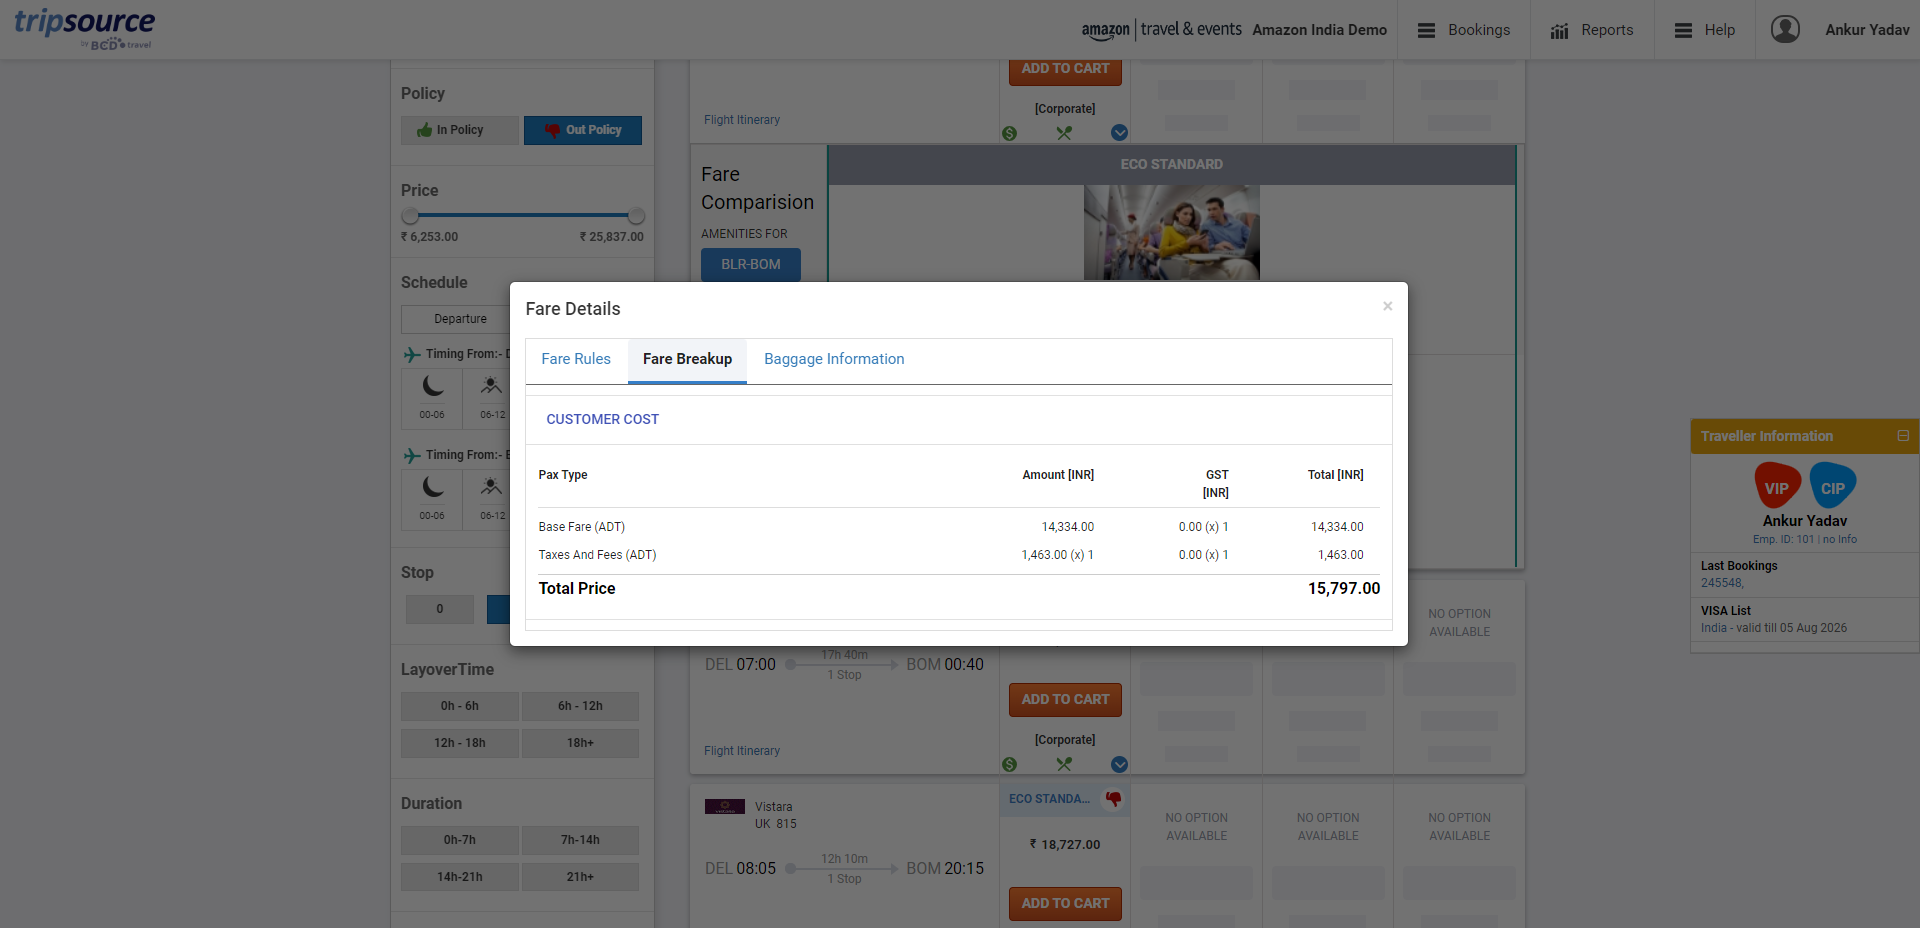 tripsource
by BCD travel
amazon | travel & events
Amazon India Demo
Bookings
Reports
Help
Ankur Yadav
Policy
In Policy
Out Policy
Price
₹ 6,253.00
₹ 25,837.00
Schedule
Departure
Timing From:- D
00-06
06-12
Timing From:- B
00-06
06-12
Stop
0
LayoverTime
0h - 6h
6h - 12h
12h - 18h
18h+
Duration
0h-7h
7h-14h
14h-21h
21h+
ADD TO CART
[Corporate]
Flight Itinerary
Fare
Comparision
AMENITIES FOR
BLR-BOM
ECO STANDARD
Fare Details
×
Fare Rules
Fare Breakup
Baggage Information
CUSTOMER COST
Pax Type
Amount [INR]
GST
[INR]
Total [INR]
Base Fare (ADT)
14,334.00
0.00 (x) 1
14,334.00
Taxes And Fees (ADT)
1,463.00 (x) 1
0.00 (x) 1
1,463.00
Total Price
15,797.00
DEL 07:00
17h 40m
1 Stop
BOM 00:40
ADD TO CART
[Corporate]
Flight Itinerary
NO OPTION
AVAILABLE
Vistara
UK 815
DEL 08:05
12h 10m
1 Stop
BOM 20:15
ECO STANDA...
₹ 18,727.00
ADD TO CART
NO OPTION
AVAILABLE
NO OPTION
AVAILABLE
NO OPTION
AVAILABLE
Traveller Information
VIP
CIP
Ankur Yadav
Emp. ID: 101 | no Info
Last Bookings
245548,
VISA List
India - valid till 05 Aug 2026